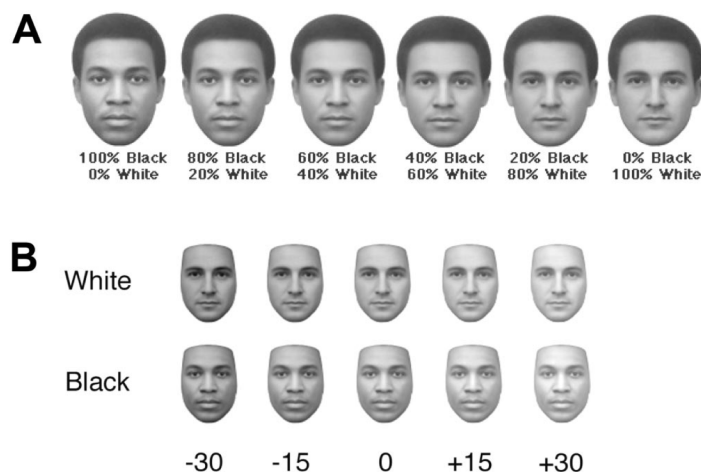 A
100% Black 80% Black 60% Black 40% Black 20% Black 0% Black
0% White 20% White 40% White 60% White 80% White 100% White
B
White
Black
-30 -15 0 +15 +30